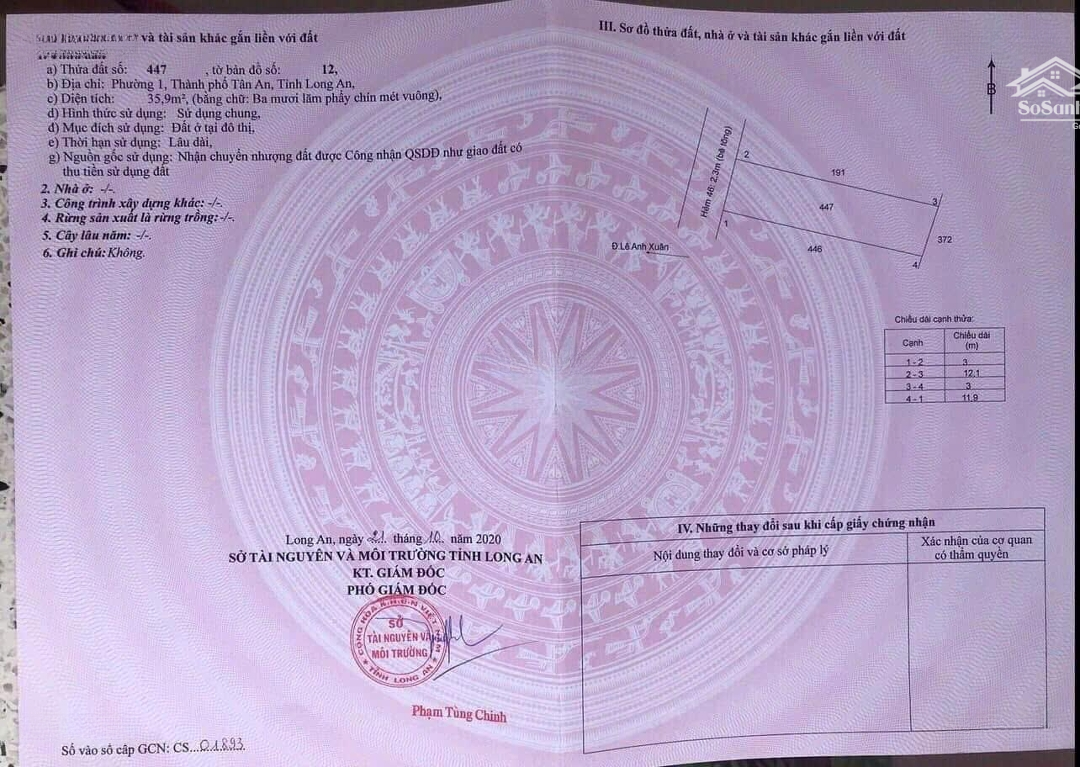 và tài sản khác gắn liền với đất
a) Thửa đất số: 447 , tờ bản đồ số: 12,
b) Địa chỉ: Phường 1, Thành phố Tân An, Tỉnh Long An,
c) Diện tích: 35,9m², (bằng chữ: Ba mươi lăm phẩy chín mét vuông),
d) Hình thức sử dụng: Sử dụng chung,
đ) Mục đích sử dụng: Đất ở tại đô thị,
e) Thời hạn sử dụng: Lâu dài,
g) Nguồn gốc sử dụng: Nhận chuyển nhượng đất được Công nhận QSDĐ như giao đất có
thu tiền sử dụng đất
2. Nhà ở: -/-.
3. Công trình xây dựng khác: -/-.
4. Rừng sản xuất là rừng trồng: -/-.
5. Cây lâu năm: -/-.
6. Ghi chú: Không.
Long An, ngày 21 tháng 10 năm 2020
SỞ TÀI NGUYÊN VÀ MÔI TRƯỜNG TỈNH LONG AN
KT. GIÁM ĐỐC
PHÓ GIÁM ĐỐC
CỘNG HÒA X.H.C.N VIỆT NAM
SỞ
TÀI NGUYÊN VÀ
MÔI TRƯỜNG
TỈNH LONG AN
Phạm Tùng Chinh
Số vào sổ cấp GCN: CS...01893
III. Sơ đồ thửa đất, nhà ở và tài sản khác gắn liền với đất
B
SoSan
Hẻm 46: 2,3m (bê tông)
2
191
3
447
372
1
446
4
Đ.Lê Anh Xuân
Chiều dài cạnh thửa:
Cạnh Chiều dài
(m)
1-2 3
2-3 12.1
3-4 3
4-1 11.9
IV. Những thay đổi sau khi cấp giấy chứng nhận
Nội dung thay đổi và cơ sở pháp lý
Xác nhận của cơ quan
có thẩm quyền